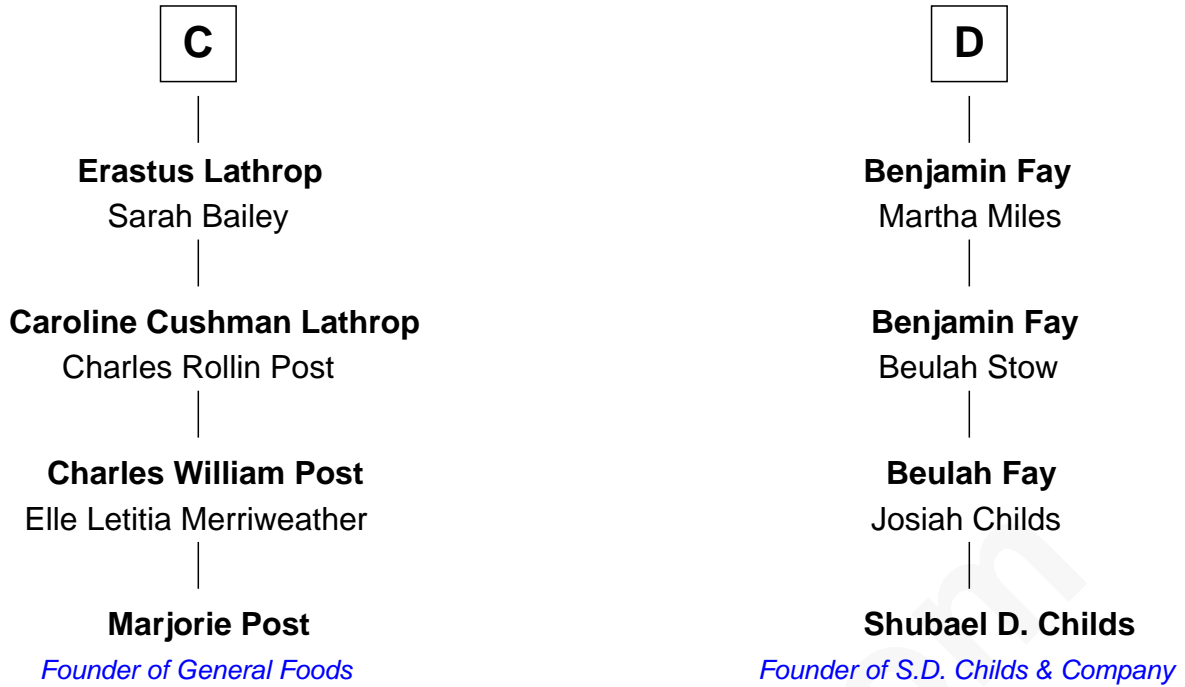 C
Erastus Lathrop
Sarah Bailey
Caroline Cushman Lathrop
Charles Rollin Post
Charles William Post
Elle Letitia Merriweather
Marjorie Post
Founder of General Foods
D
Benjamin Fay
Martha Miles
Benjamin Fay
Beulah Stow
Beulah Fay
Josiah Childs
Shubael D. Childs
Founder of S.D. Childs & Company